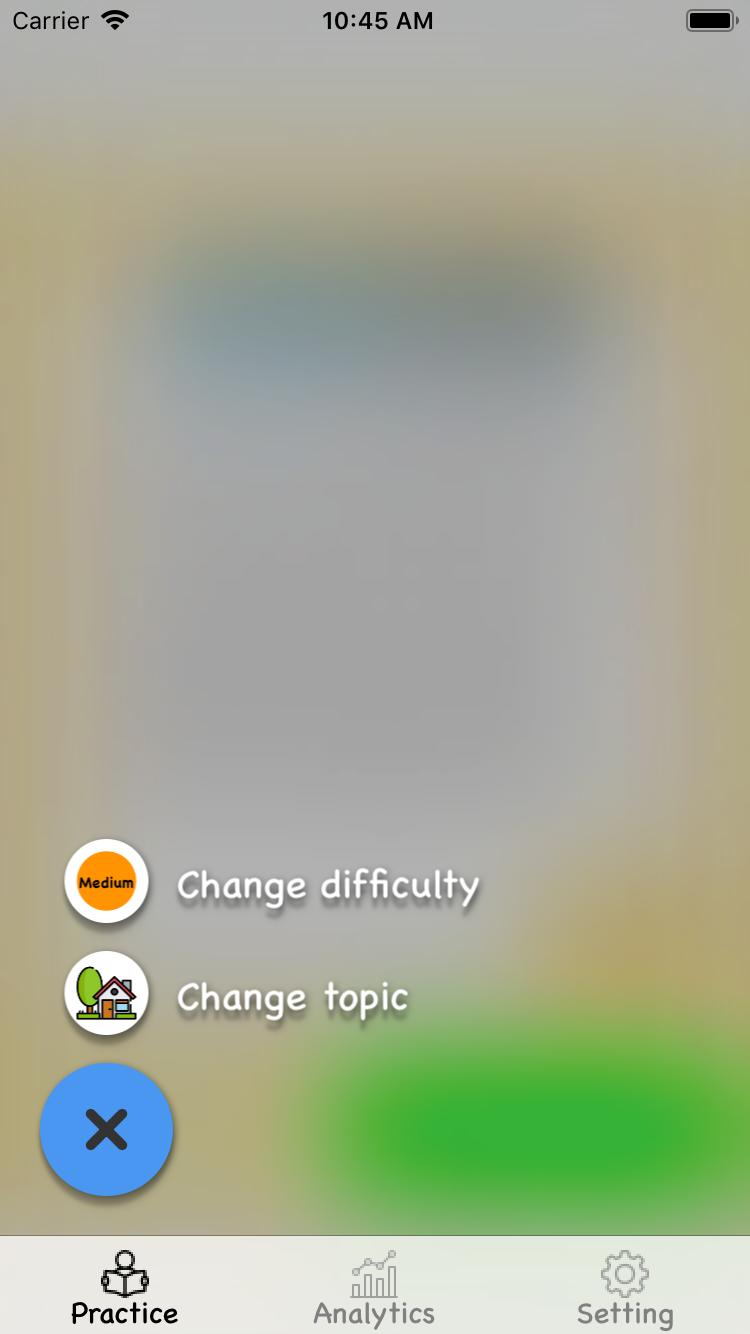 Carrier 10:45 AM
Medium Change difficulty
Change topic
Practice Analytics Setting